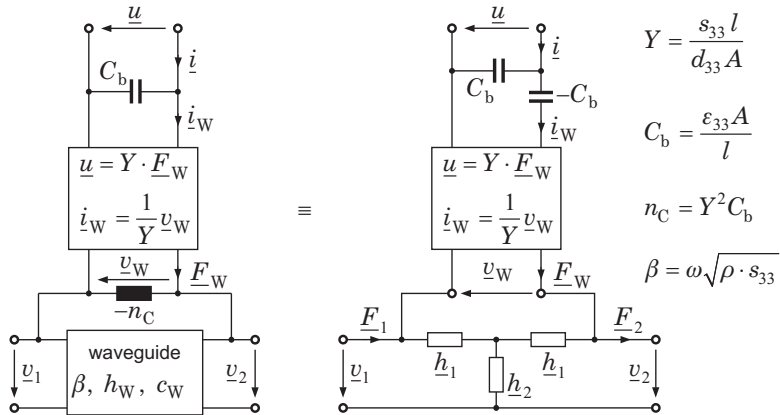 u
i
C_b
i_W
u = Y · F_W
i_W = 1/Y v_W
v_W
F_W
−n_C
waveguide
β, h_W, c_W
v_1
v_2
≡
u
i
C_b
−C_b
i_W
u = Y · F_W
i_W = 1/Y v_W
v_W
F_W
F_1
F_2
h_1
h_1
h_2
v_1
v_2
Y = s_33 l / d_33 A
C_b = ε_33 A / l
n_C = Y² C_b
β = ω√(ρ · s_33)